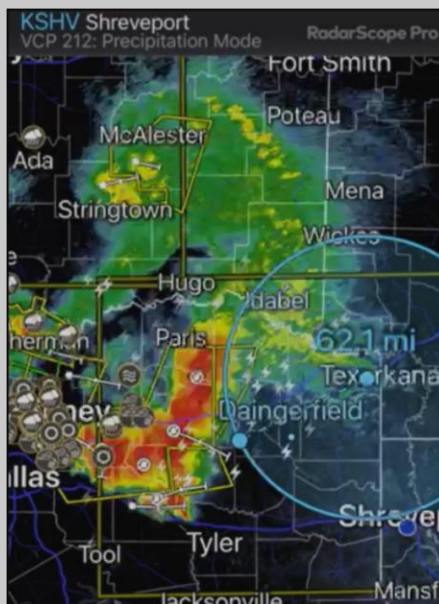 KSHV Shreveport
VCP 212: Precipitation Mode
RadarScope Pro
Fort Smith
Poteau
McAlester
Ada
Mena
Stringtown
Wickes
Hugo
Idabel
Paris
62.1 mi
Texarkana
Daingerfield
Tyler
Tool
Jacksonville